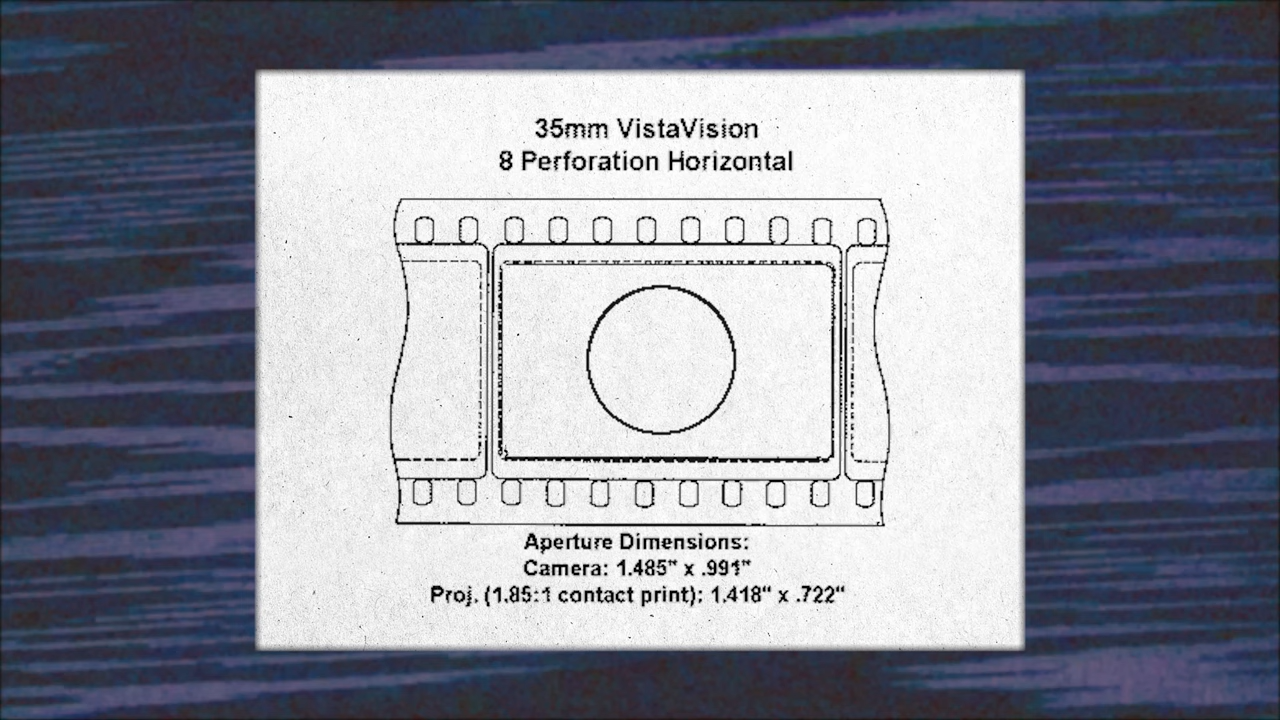 35mm VistaVision
8 Perforation Horizontal
Aperture Dimensions:
Camera: 1.485" x .991"
Proj. (1.85:1 contact print): 1.418" x .722"